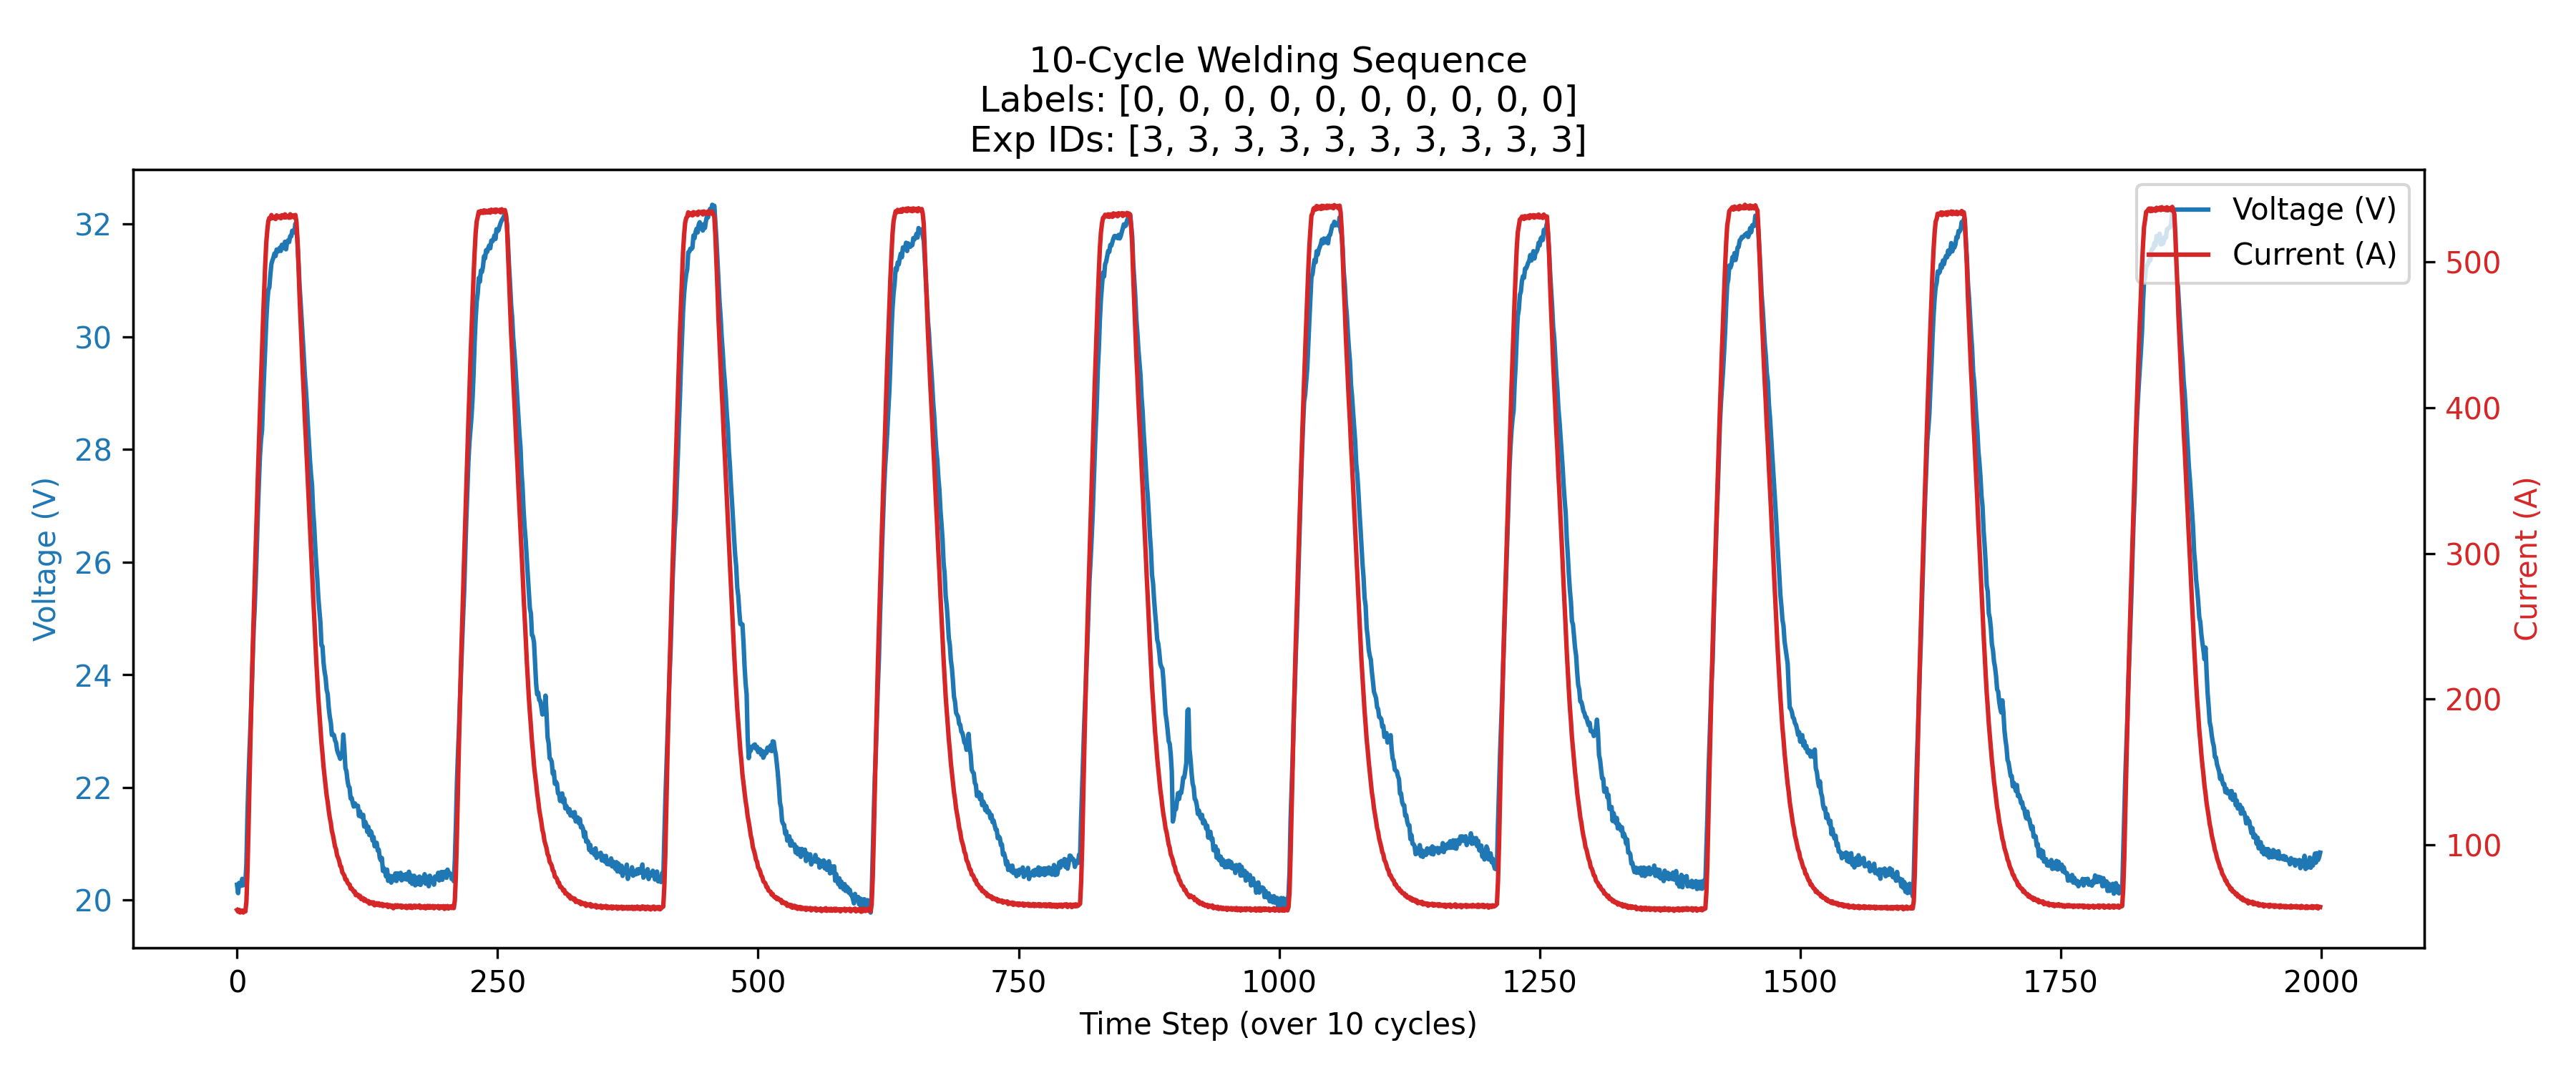 10-Cycle Welding Sequence
Labels: [0, 0, 0, 0, 0, 0, 0, 0, 0, 0]
Exp IDs: [3, 3, 3, 3, 3, 3, 3, 3, 3, 3]
Voltage (V)
Current (A)
32
30
28
26
24
22
20
Voltage (V)
500
400
300
200
100
Current (A)
0
250
500
750
1000
1250
1500
1750
2000
Time Step (over 10 cycles)